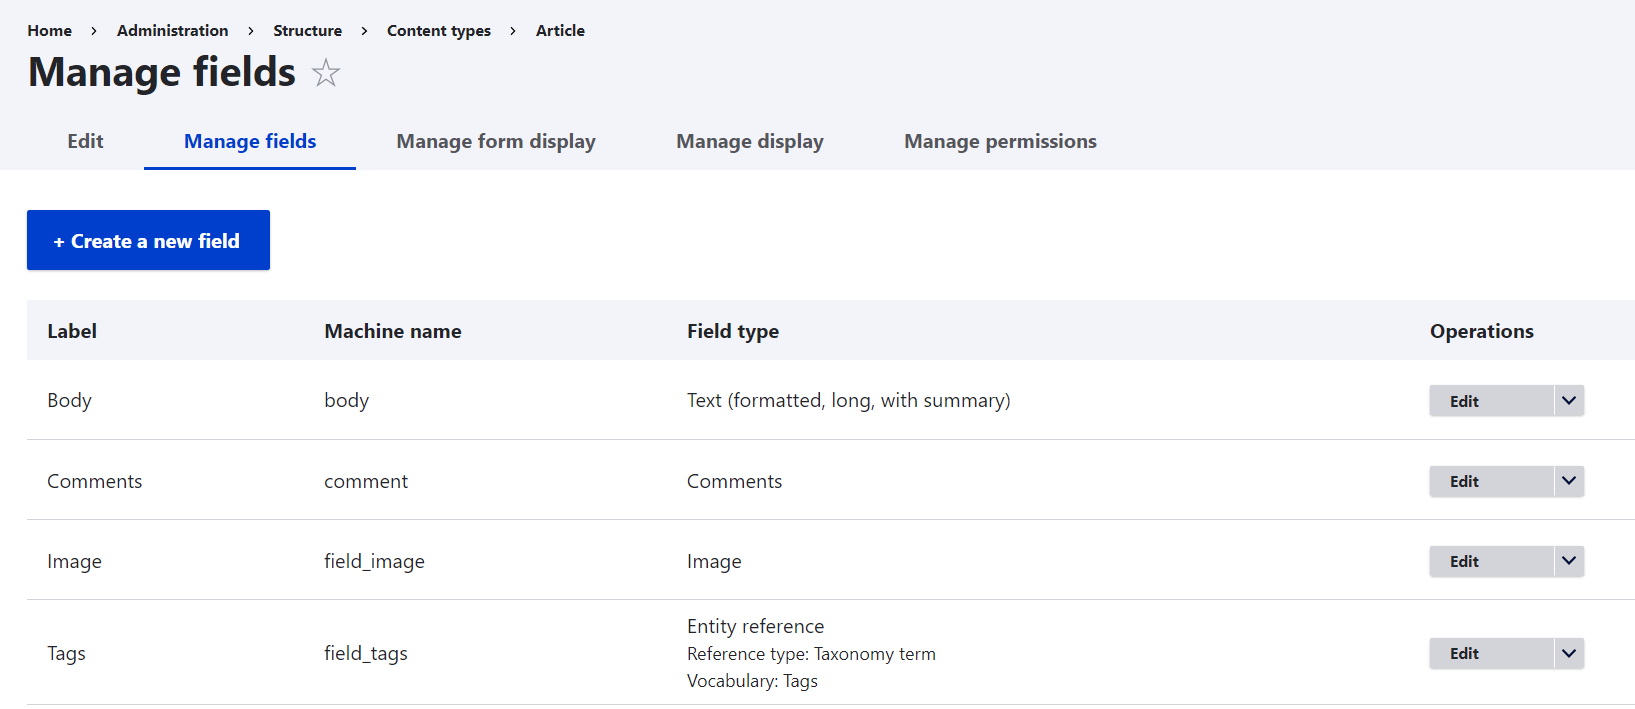 Home > Administration > Structure > Content types > Article
Manage fields
Edit Manage fields Manage form display Manage display Manage permissions
+ Create a new field
Label Machine name Field type Operations
Body body Text (formatted, long, with summary) Edit
Comments comment Comments Edit
Image field_image Image Edit
Tags field_tags Entity reference Edit
Reference type: Taxonomy term
Vocabulary: Tags